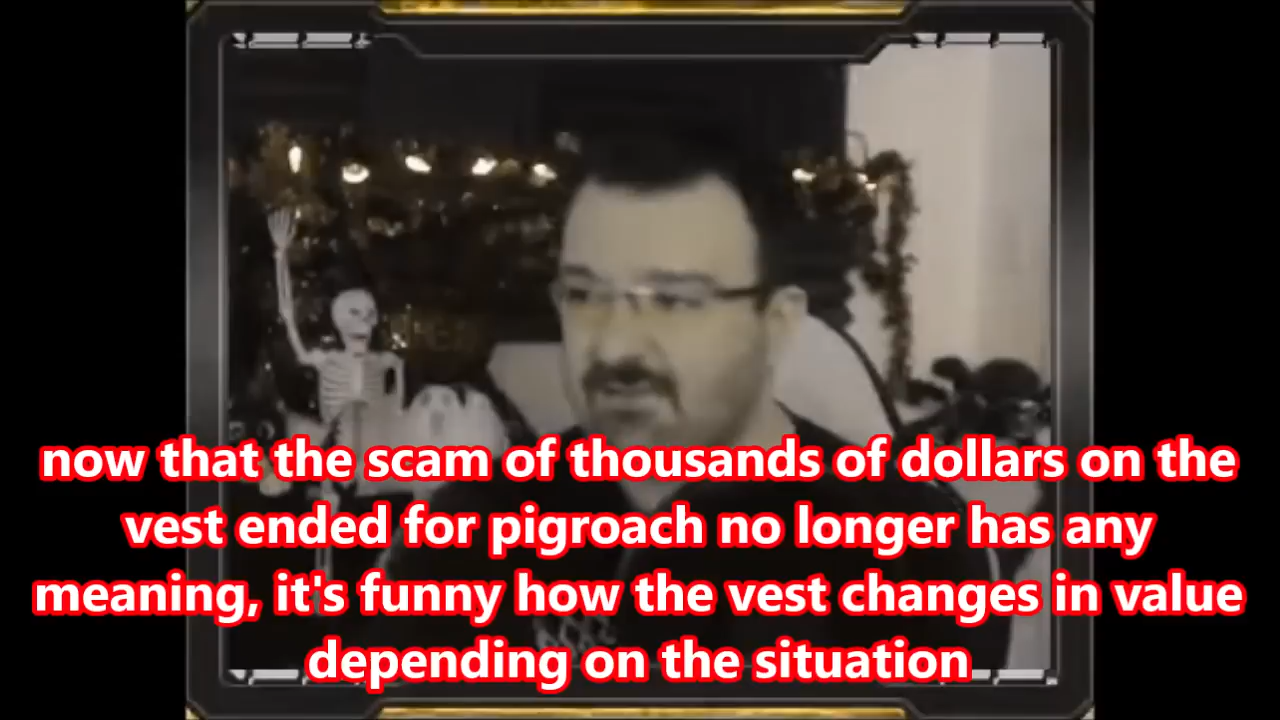 now that the scam of thousands of dollars on the
vest ended for pigroach no longer has any
meaning, it's funny how the vest changes in value
depending on the situation